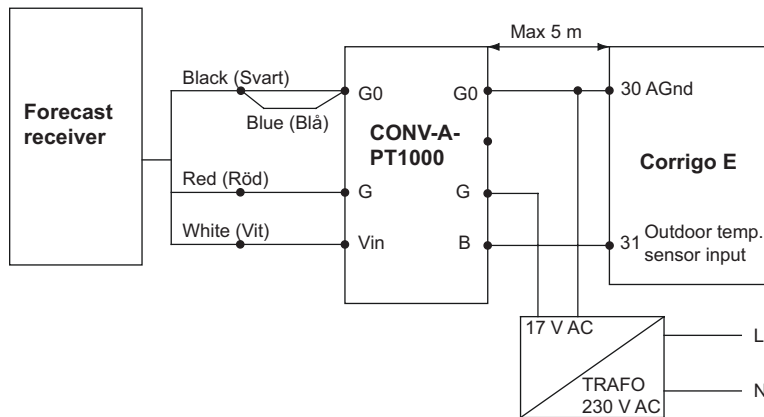 Max 5 m
Forecast
receiver
Black (Svart)
Blue (Blå)
Red (Röd)
White (Vit)
G0
G
Vin
CONV-A-
PT1000
G0
G
B
30 AGnd
Corrigo E
31
Outdoor temp.
sensor input
17 V AC
TRAFO
230 V AC
L
N